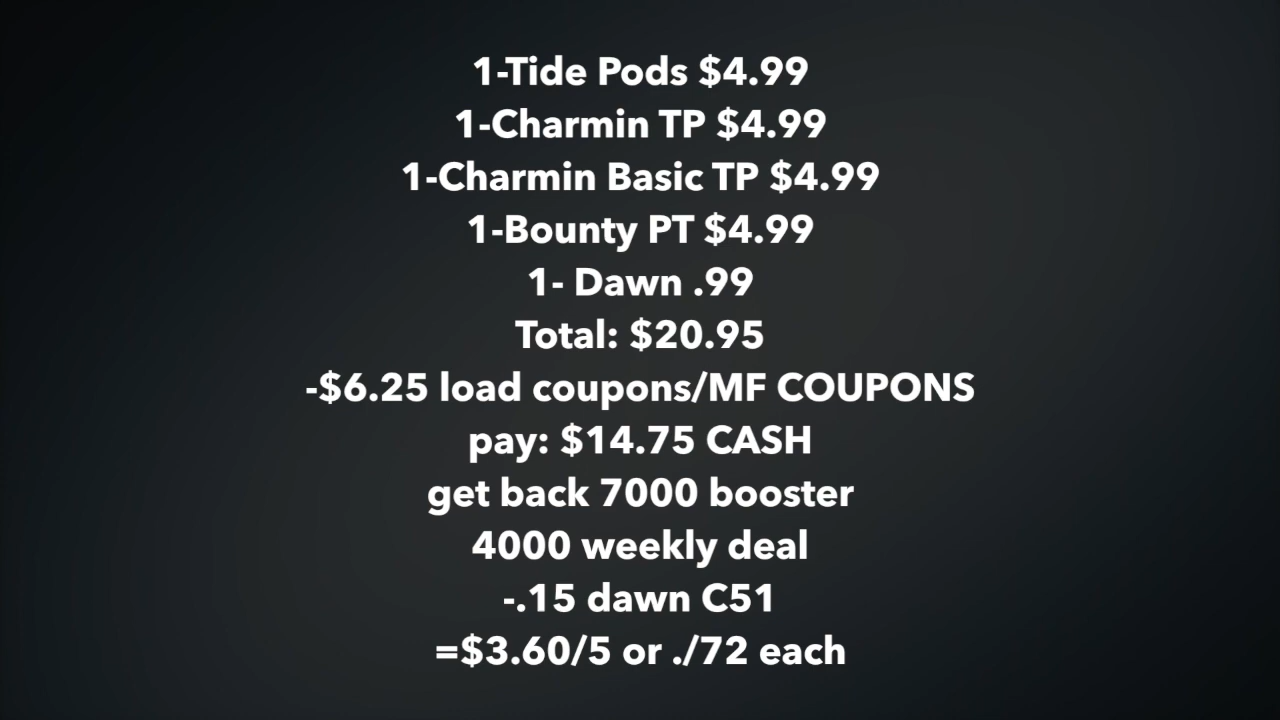 1-Tide Pods $4.99
1-Charmin TP $4.99
1-Charmin Basic TP $4.99
1-Bounty PT $4.99
1- Dawn .99
Total: $20.95
-$6.25 load coupons/MF COUPONS
pay: $14.75 CASH
get back 7000 booster
4000 weekly deal
-.15 dawn C51
=$3.60/5 or ./72 each